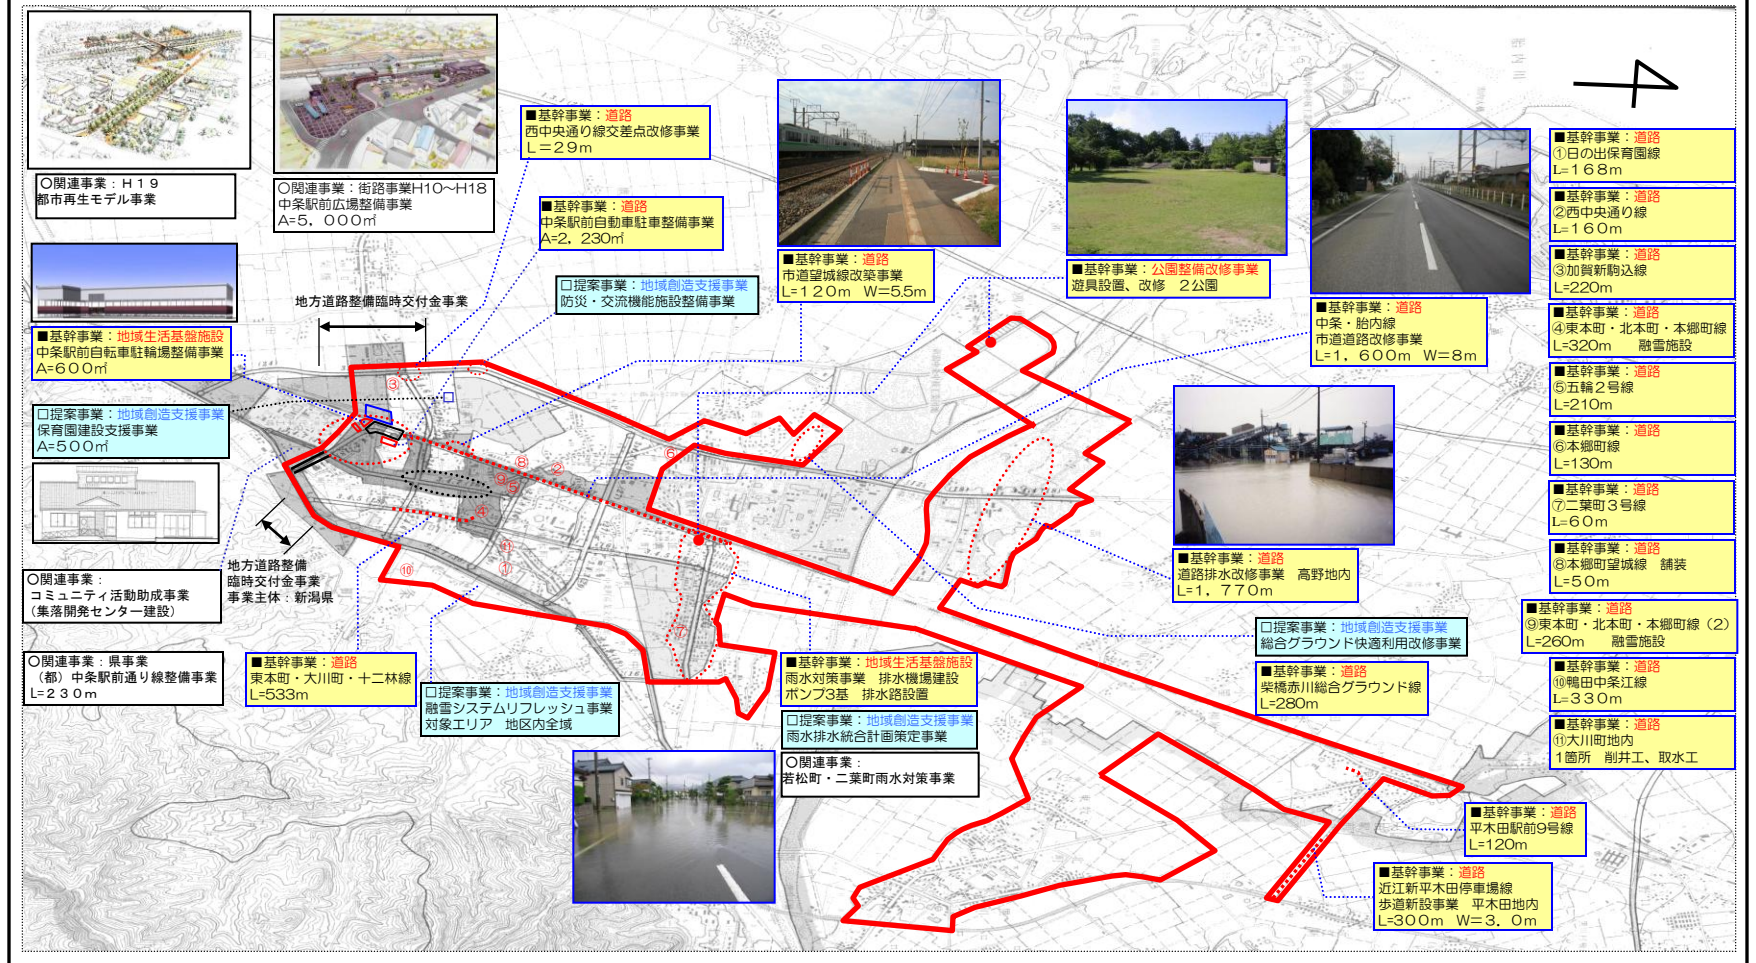 ○関連事業：Ｈ１９
都市再生モデル事業
○関連事業：街路事業H10～H18
中条駅前広場整備事業
A=5，000㎡
■基幹事業：道路
西中央通り線交差点改修事業
L＝29m
■基幹事業：道路
中条駅前自動車駐車整備事業
A=2，230㎡
□提案事業：地域創造支援事業
防災・交流機能施設整備事業
■基幹事業：道路
市道望城線改築事業
L=120m　W=5.5m
■基幹事業：公園整備改修事業
遊具設置、改修　2公園
■基幹事業：道路
中条・胎内線
市道道路改修事業
L=1，600m　W=8m
■基幹事業：道路
①日の出保育園線
L=168m
■基幹事業：道路
②西中央通り線
L=160m
■基幹事業：道路
③加賀新駒込線
L=220m
■基幹事業：道路
④東本町・北本町・本郷町線
L=320m　融雪施設
■基幹事業：道路
⑤五輪２号線
L=210m
■基幹事業：道路
⑥本郷町線
L=130m
■基幹事業：道路
⑦二葉町３号線
L=60m
■基幹事業：道路
⑧本郷町望城線　舗装
L=50m
■基幹事業：道路
⑨東本町・北本町・本郷町線（2）
L=260m　融雪施設
■基幹事業：道路
⑩鴨田中条江線
L=330m
■基幹事業：道路
⑪大川町地内
1箇所　削井工、取水工
地方道路整備臨時交付金事業
■基幹事業：地域生活基盤施設
中条駅前自転車駐輪場整備事業
A=600㎡
□提案事業：地域創造支援事業
保育園建設支援事業
A=500㎡
○関連事業：
コミュニティ活動助成事業
（集落開発センター建設）
地方道路整備
臨時交付金事業
事業主体：新潟県
○関連事業：県事業
（都）中条駅前通り線整備事業
L=230m
■基幹事業：道路
東本町・大川町・十二林線
L=533m
□提案事業：地域創造支援事業
融雪システムリフレッシュ事業
対象エリア　地区内全域
■基幹事業：地域生活基盤施設
雨水対策事業　排水機場建設
ポンプ3基　排水路設置
□提案事業：地域創造支援事業
雨水排水統合計画策定事業
○関連事業：
若松町・二葉町雨水対策事業
■基幹事業：道路
道路排水改修事業　高野地内
L=1，770m
□提案事業：地域創造支援事業
総合グラウンド快適利用改修事業
■基幹事業：道路
柴橋赤川総合グラウンド線
L=280m
■基幹事業：道路
平木田駅前9号線
L=120m
■基幹事業：道路
近江新平木田停車場線
歩道新設事業　平木田地内
L=300m　W=3．0m
③
⑥
⑧
②
⑨
⑤
④
⑪
①
⑩
⑦